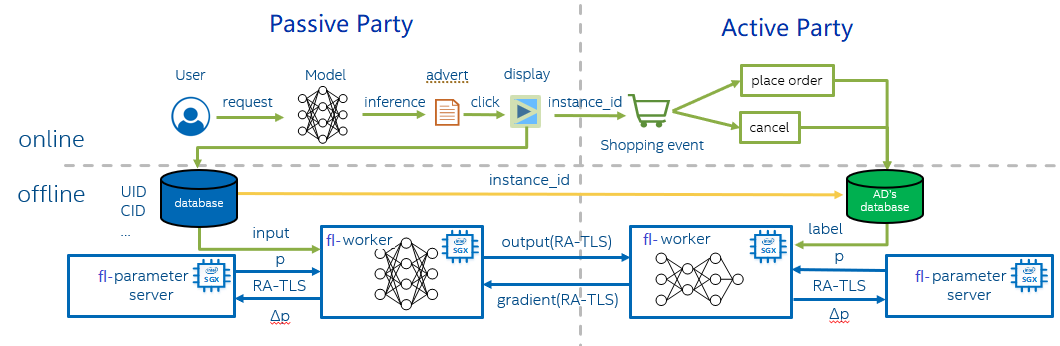 Passive Party
Active Party
User
Model
advert
display
request
inference
click
instance_id
place order
cancel
Shopping event
online
offline
UID
CID
...
database
instance_id
AD's
database
input
label
fl-parameter
server
intel
SGX
p
RA-TLS
Δp
fl-worker
intel
SGX
output(RA-TLS)
gradient(RA-TLS)
fl-worker
intel
SGX
p
RA-TLS
Δp
fl-parameter
server
intel
SGX